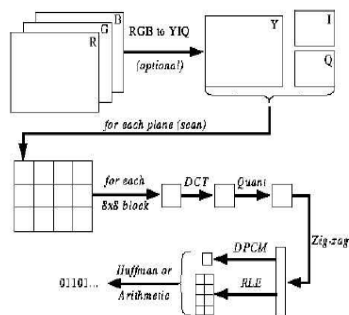 B
G
R
RGB to YIQ
(optional)
Y
I
Q
for each plane (scan)
for each
8x8 block
DCT
Quant
Zig-zag
DPCM
RLE
Huffman or
Arithmetic
01101...